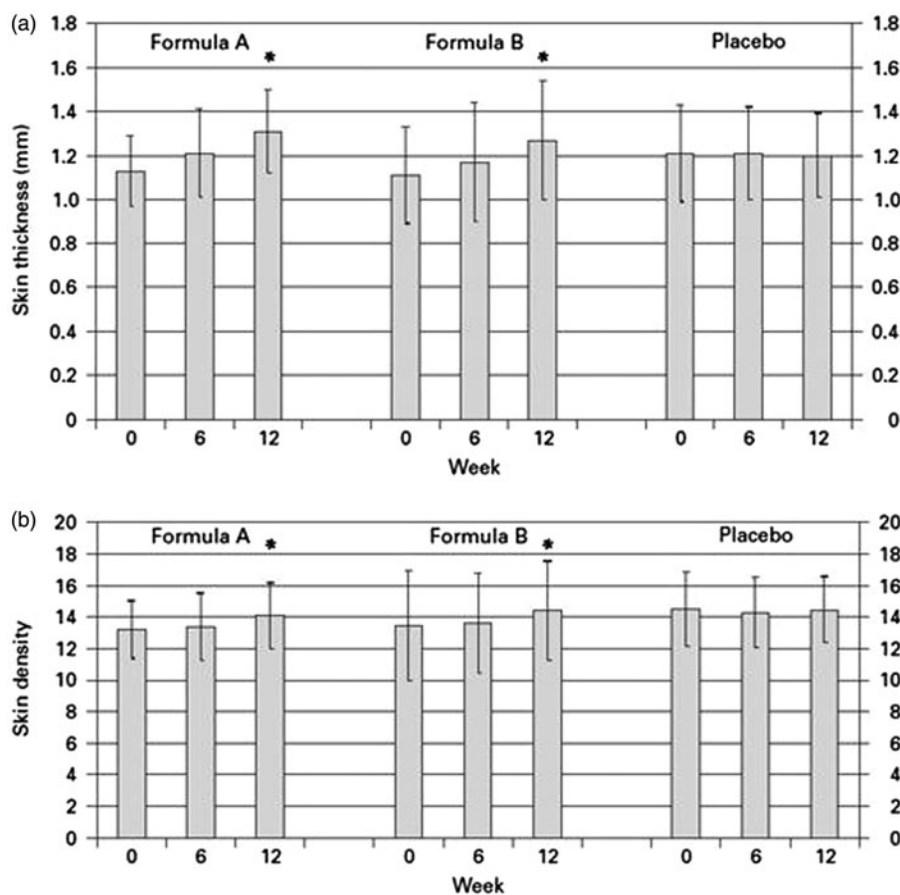 (a)
Formula A
Formula B
Placebo
*
*
1.8 1.8
1.6 1.6
1.4 1.4
1.2 1.2
1.0 1.0
0.8 0.8
0.6 0.6
0.4 0.4
0.2 0.2
0 0
Skin thickness (mm)
0 6 12 0 6 12 0 6 12
Week
(b)
Formula A
Formula B
Placebo
*
*
20 20
18 18
16 16
14 14
12 12
10 10
8 8
6 6
4 4
2 2
0 0
Skin density
0 6 12 0 6 12 0 6 12
Week